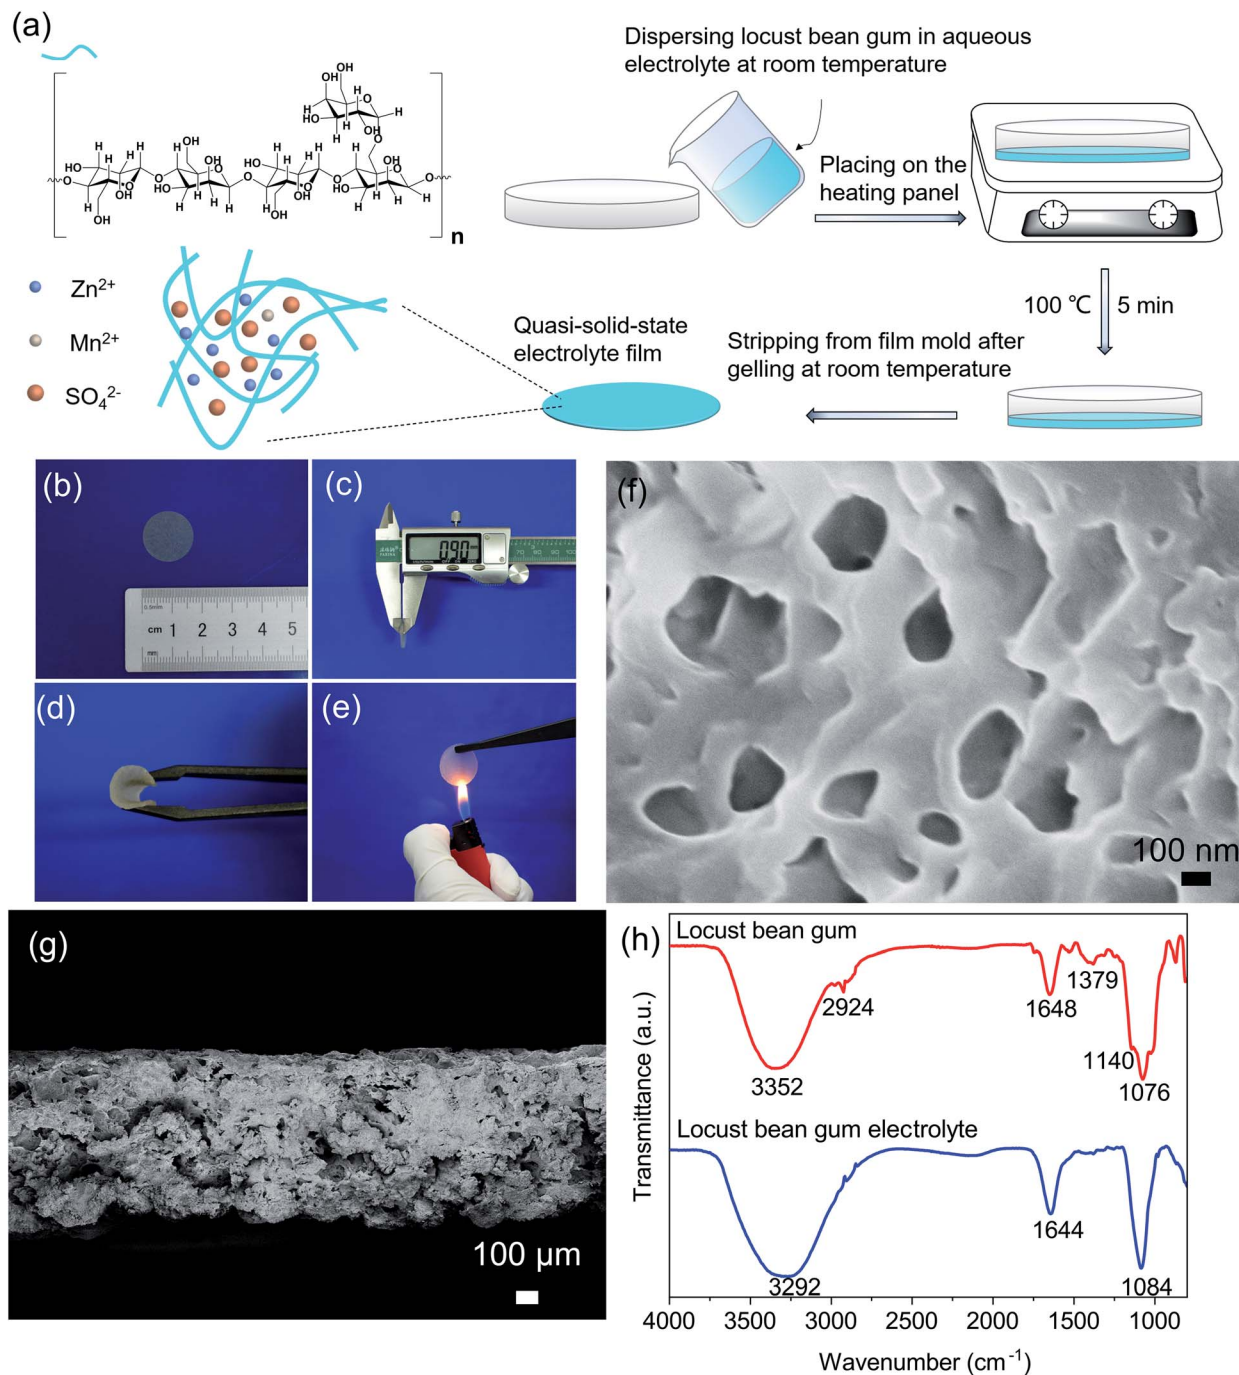 (a)
Dispersing locust bean gum in aqueous
electrolyte at room temperature
OH
OH
OH
H
O
HO
H
H
H
OH
H
O
H
H
HO
H
OH
H
OH
O
H
O
OH
HO
H
H
O
H
H
HO
H
OH
O
OH
O
HO
H
H
OH
H
n
Placing on the
heating panel
100 ℃
5 min
Zn²⁺
Mn²⁺
SO₄²⁻
Quasi-solid-state
electrolyte film
Stripping from film mold after
gelling at room temperature
(b)
0.5mm
cm 1 2 3 4 5
mm
(c)
0.90
(d)
(e)
(f)
100 nm
(g)
100 µm
(h)
Locust bean gum
2924
1648
1379
1140
1076
3352
Locust bean gum electrolyte
1644
3292
1084
Transmittance (a.u.)
4000 3500 3000 2500 2000 1500 1000
Wavenumber (cm⁻¹)